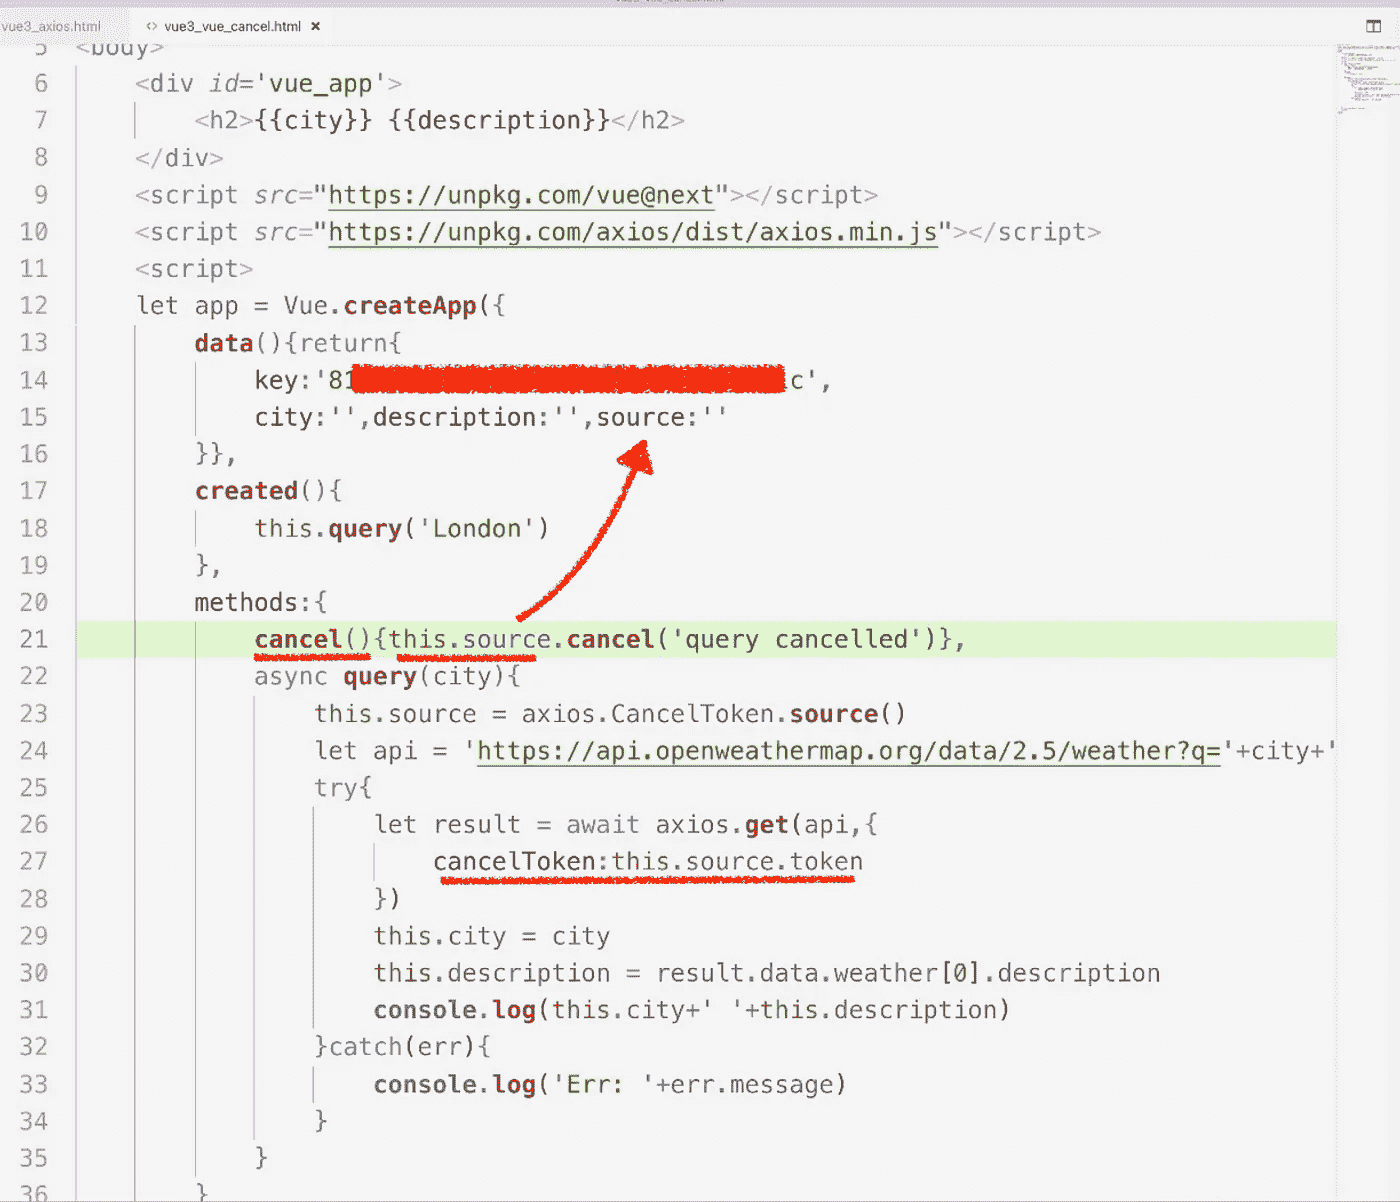 vue3_axios.html
<> vue3_vue_cancel.html ×
5 <body>
6 <div id='vue_app'>
7 <h2>{{city}} {{description}}</h2>
8 </div>
9 <script src="https://unpkg.com/vue@next"></script>
10 <script src="https://unpkg.com/axios/dist/axios.min.js"></script>
11 <script>
12 let app = Vue.createApp({
13 data(){return{
14 key:'81 c',
15 city:'',description:'',source:''
16 }},
17 created(){
18 this.query('London')
19 },
20 methods:{
21 cancel(){this.source.cancel('query cancelled')},
22 async query(city){
23 this.source = axios.CancelToken.source()
24 let api = 'https://api.openweathermap.org/data/2.5/weather?q='+city+'
25 try{
26 let result = await axios.get(api,{
27 cancelToken:this.source.token
28 })
29 this.city = city
30 this.description = result.data.weather[0].description
31 console.log(this.city+' '+this.description)
32 }catch(err){
33 console.log('Err: '+err.message)
34 }
35 }
36 }